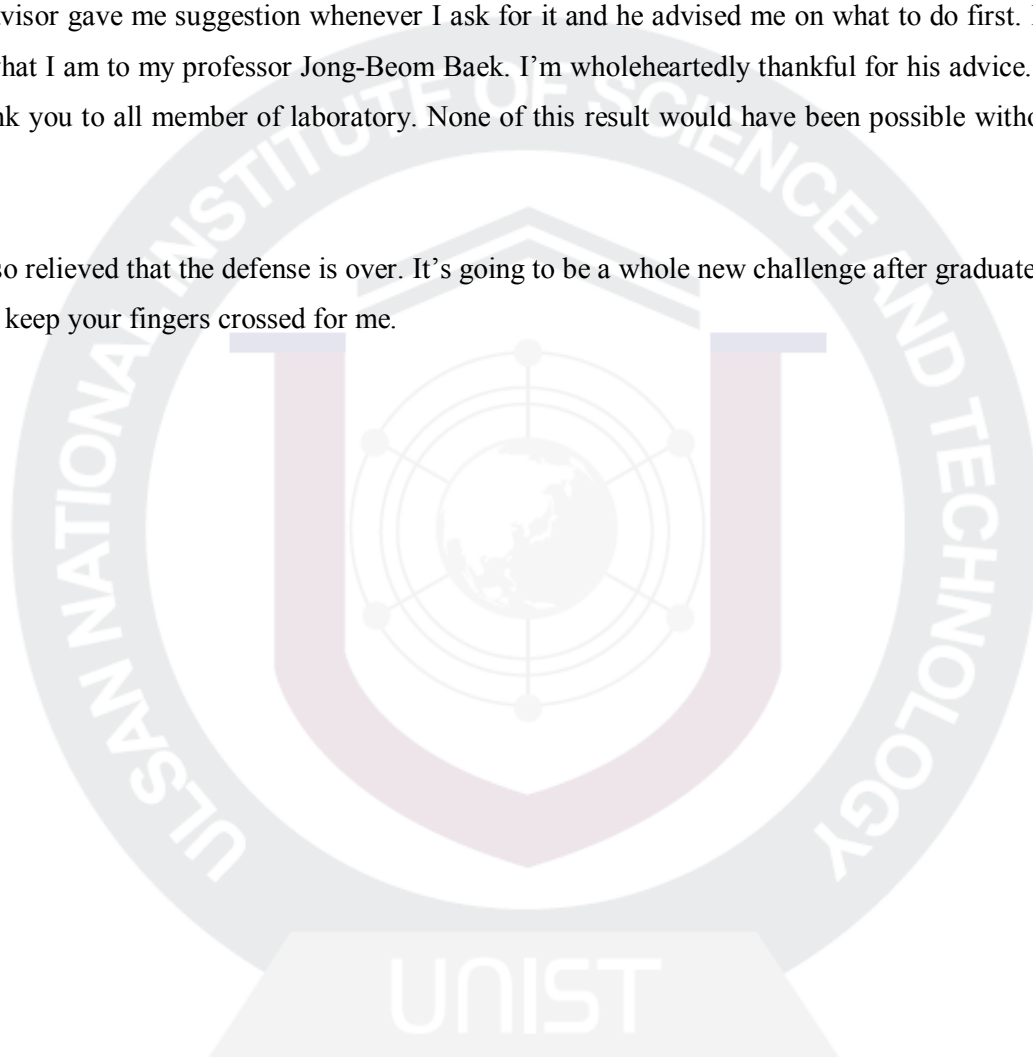 visor gave me suggestion whenever I ask for it and he advised me on what to do first.
what I am to my professor Jong-Beom Baek. I'm wholeheartedly thankful for his advice.
nk you to all member of laboratory. None of this result would have been possible witho
so relieved that the defense is over. It's going to be a whole new challenge after graduate
keep your fingers crossed for me.
ULSAN NATIONAL INSTITUTE OF SCIENCE AND TECHNOLOGY
UNIST